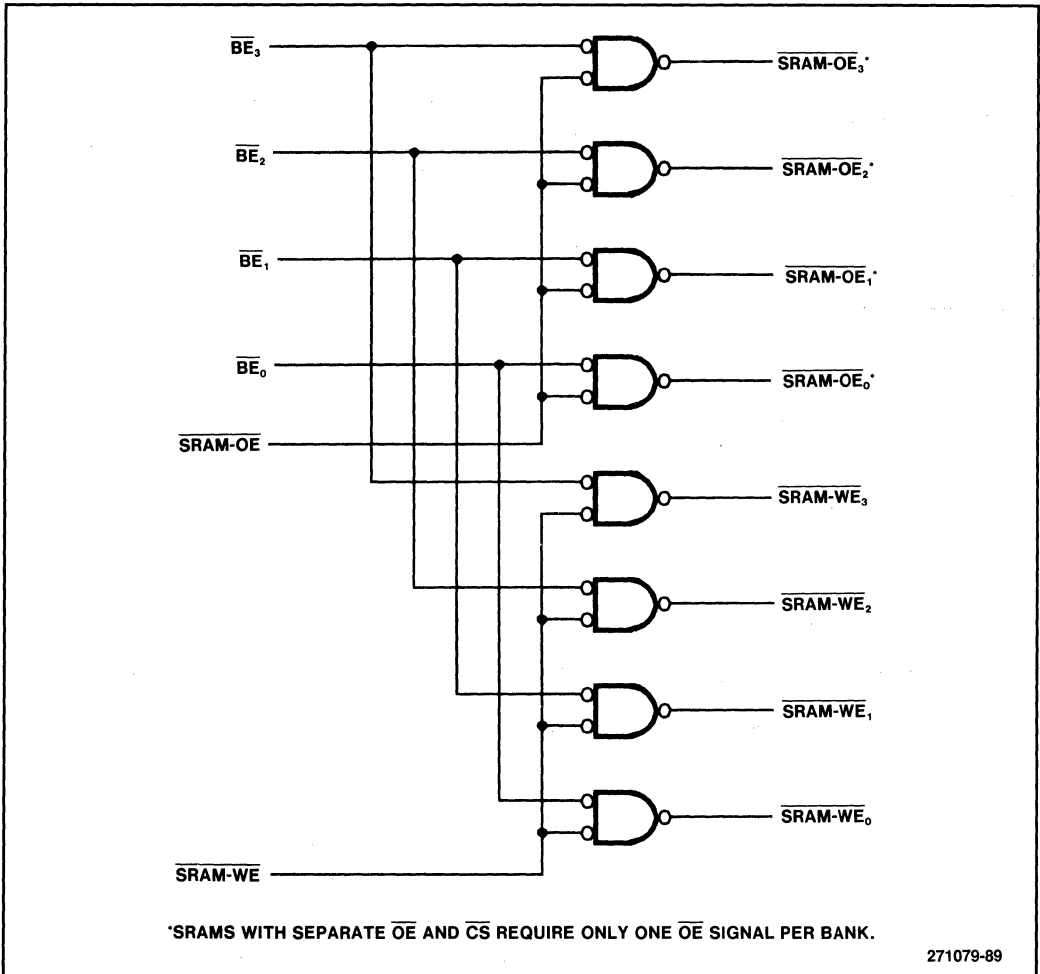 BE₃
SRAM-OE₃*
BE₂
SRAM-OE₂*
BE₁
SRAM-OE₁*
BE₀
SRAM-OE₀*
SRAM-OE
SRAM-WE₃
SRAM-WE₂
SRAM-WE₁
SRAM-WE₀
SRAM-WE
*SRAMS WITH SEPARATE OE AND CS REQUIRE ONLY ONE OE SIGNAL PER BANK.
271079-89